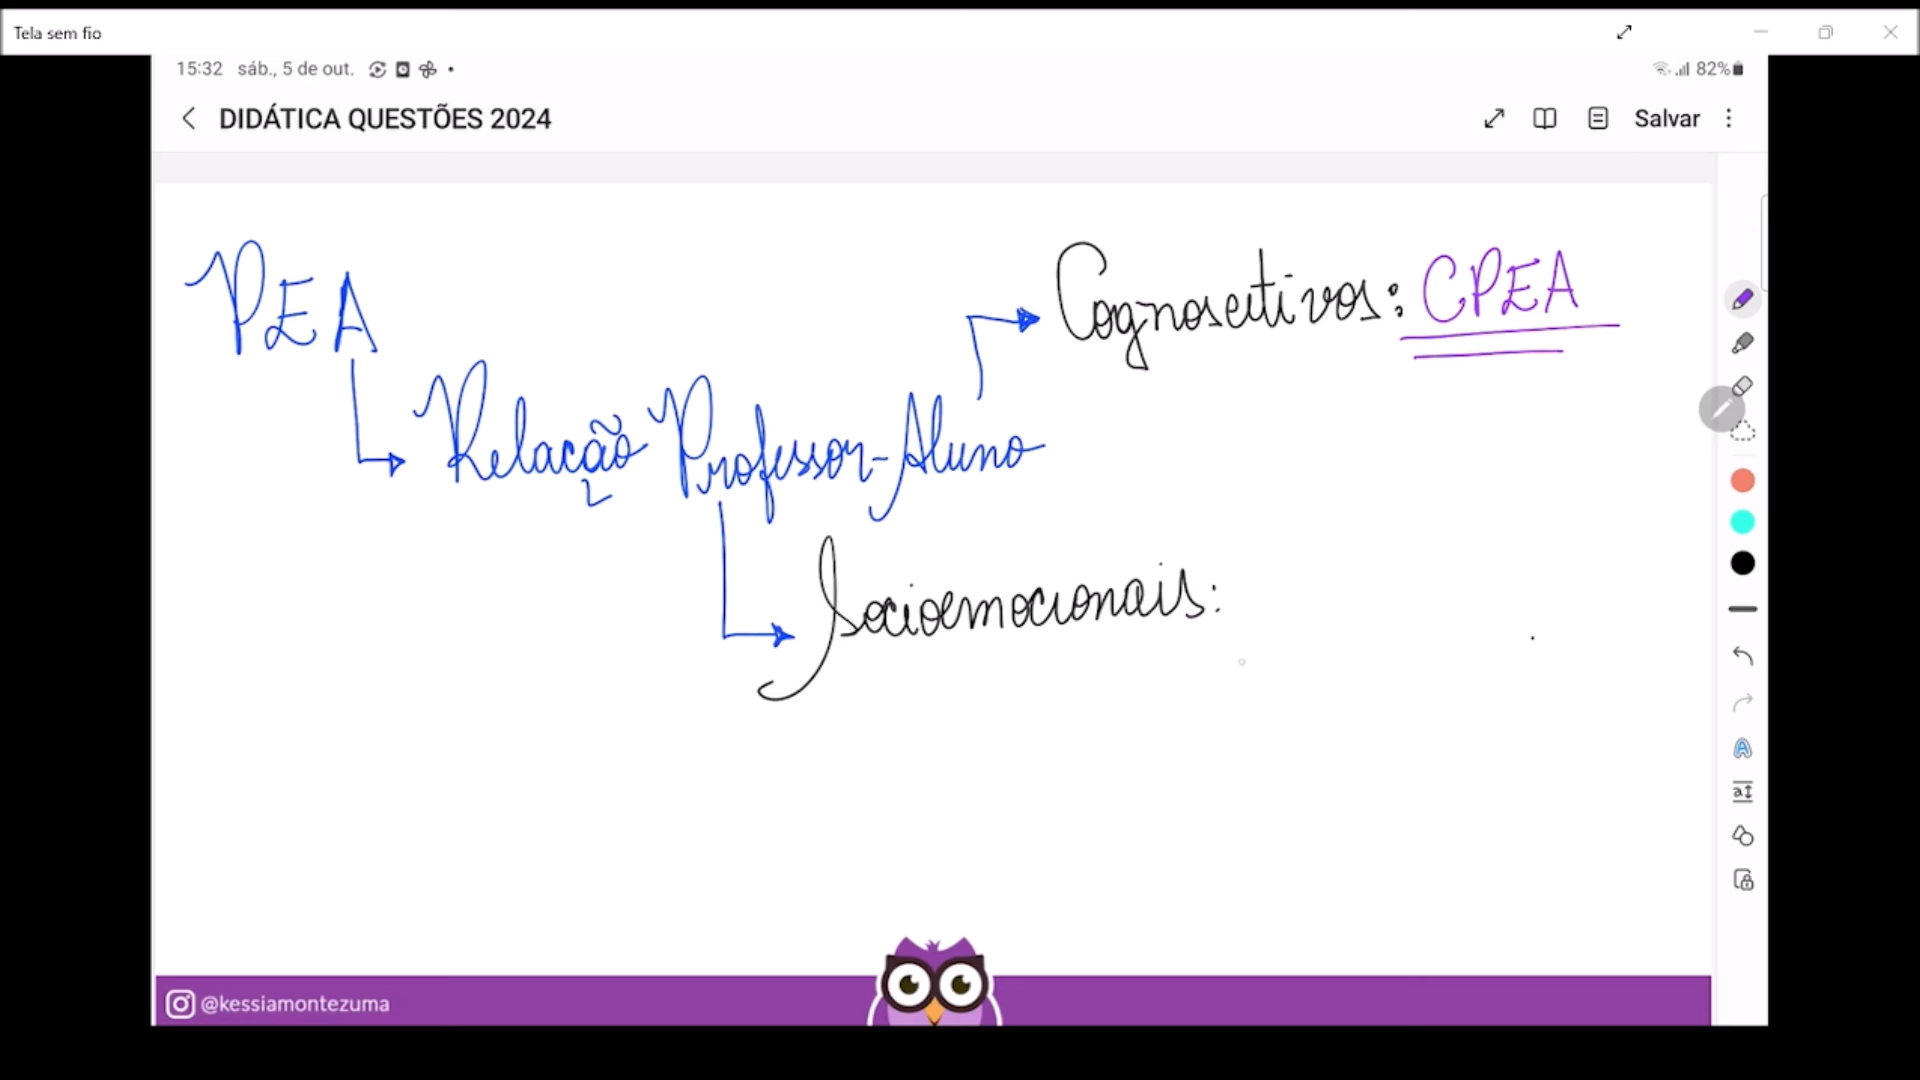 Tela sem fio
15:32 sáb., 5 de out. 82%
DIDÁTICA QUESTÕES 2024 Salvar
PEA
Cognoscitivos: CPEA
Relação Professor-Aluno
Socioemocionais:
@kessiamontezuma